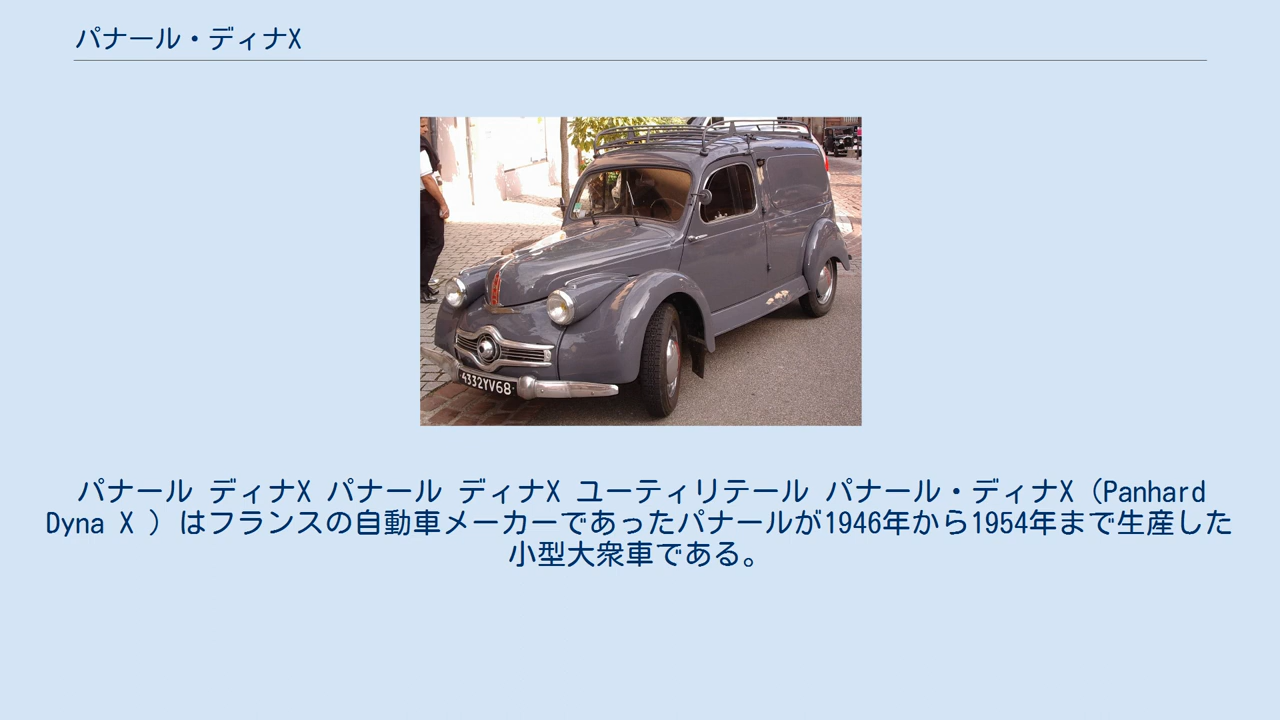 パナール・ディナX
4332YV68
パナール ディナX パナール ディナX ユーティリテール パナール・ディナX（Panhard
Dyna X ）はフランスの自動車メーカーであったパナールが1946年から1954年まで生産した
小型大衆車である。